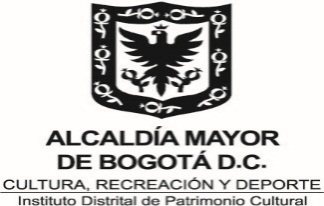 ALCALDÍA MAYOR
DE BOGOTÁ D.C.
CULTURA, RECREACIÓN Y DEPORTE
Instituto Distrital de Patrimonio Cultural